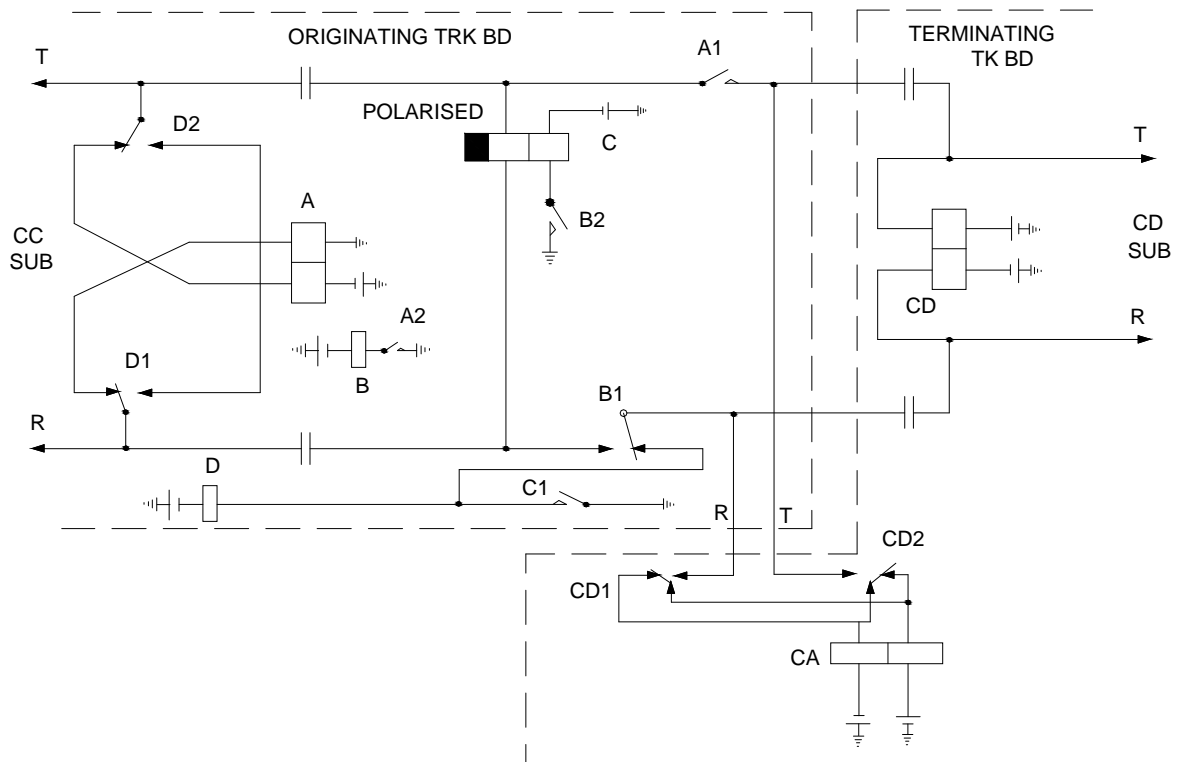 ORIGINATING TRK BD
TERMINATING
TK BD
T
A1
POLARISED
D2
C
T
A
B2
CC
SUB
CD
SUB
CD
A2
R
D1
B
B1
R
D
C1
R
T
CD2
CD1
CA